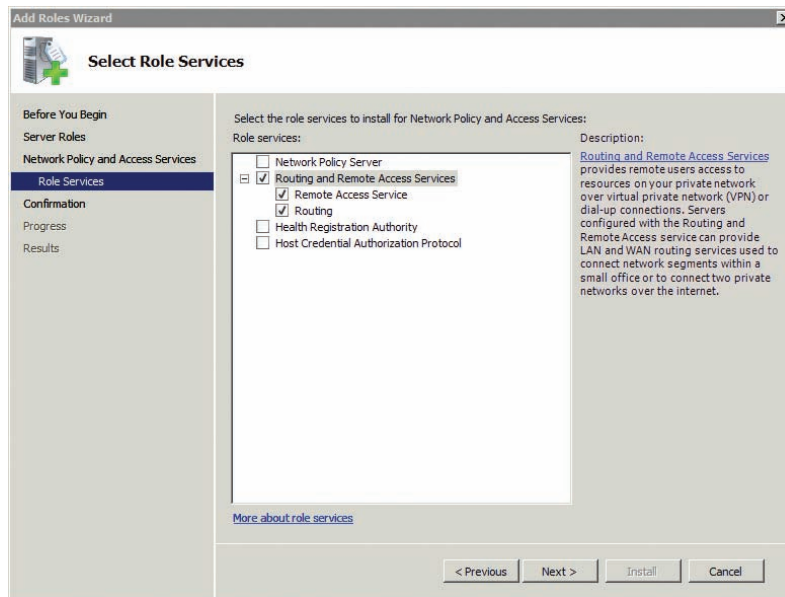 Add Roles Wizard
Select Role Services
Before You Begin
Server Roles
Network Policy and Access Services
Role Services
Confirmation
Progress
Results
Select the role services to install for Network Policy and Access Services:
Role services:
Network Policy Server
Routing and Remote Access Services
Remote Access Service
Routing
Health Registration Authority
Host Credential Authorization Protocol
More about role services
Description:
Routing and Remote Access Services
provides remote users access to
resources on your private network
over virtual private network (VPN) or
dial-up connections. Servers
configured with the Routing and
Remote Access service can provide
LAN and WAN routing services used to
connect network segments within a
small office or to connect two private
networks over the internet.
< Previous
Next >
Install
Cancel